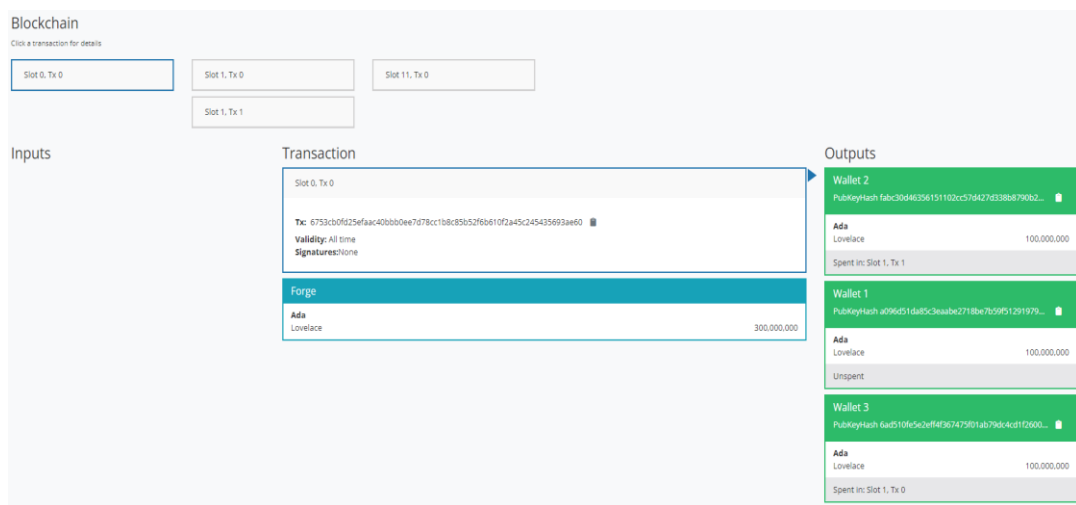 Blockchain
Click a transaction for details
Slot 0, Tx 0
Slot 1, Tx 0
Slot 11, Tx 0
Slot 1, Tx 1
Inputs
Transaction
Slot 0, Tx 0
Tx: 6753cb0fd25efaac40bbb0ee7d78cc1b8c85b52f6b610f2a45c245435693ae60
Validity: All time
Signatures:None
Forge
Ada
Lovelace 300,000,000
Outputs
Wallet 2
PubKeyHash fabc30d46356151102cc57d427d338b8790b2...
Ada
Lovelace 100,000,000
Spent in: Slot 1, Tx 1
Wallet 1
PubKeyHash a096d51da85c3eaabe2718be7b59f51291979...
Ada
Lovelace 100,000,000
Unspent
Wallet 3
PubKeyHash 6ad510fe5e2eff4f367475f01ab79dc4cd1f2600...
Ada
Lovelace 100,000,000
Spent in: Slot 1, Tx 0